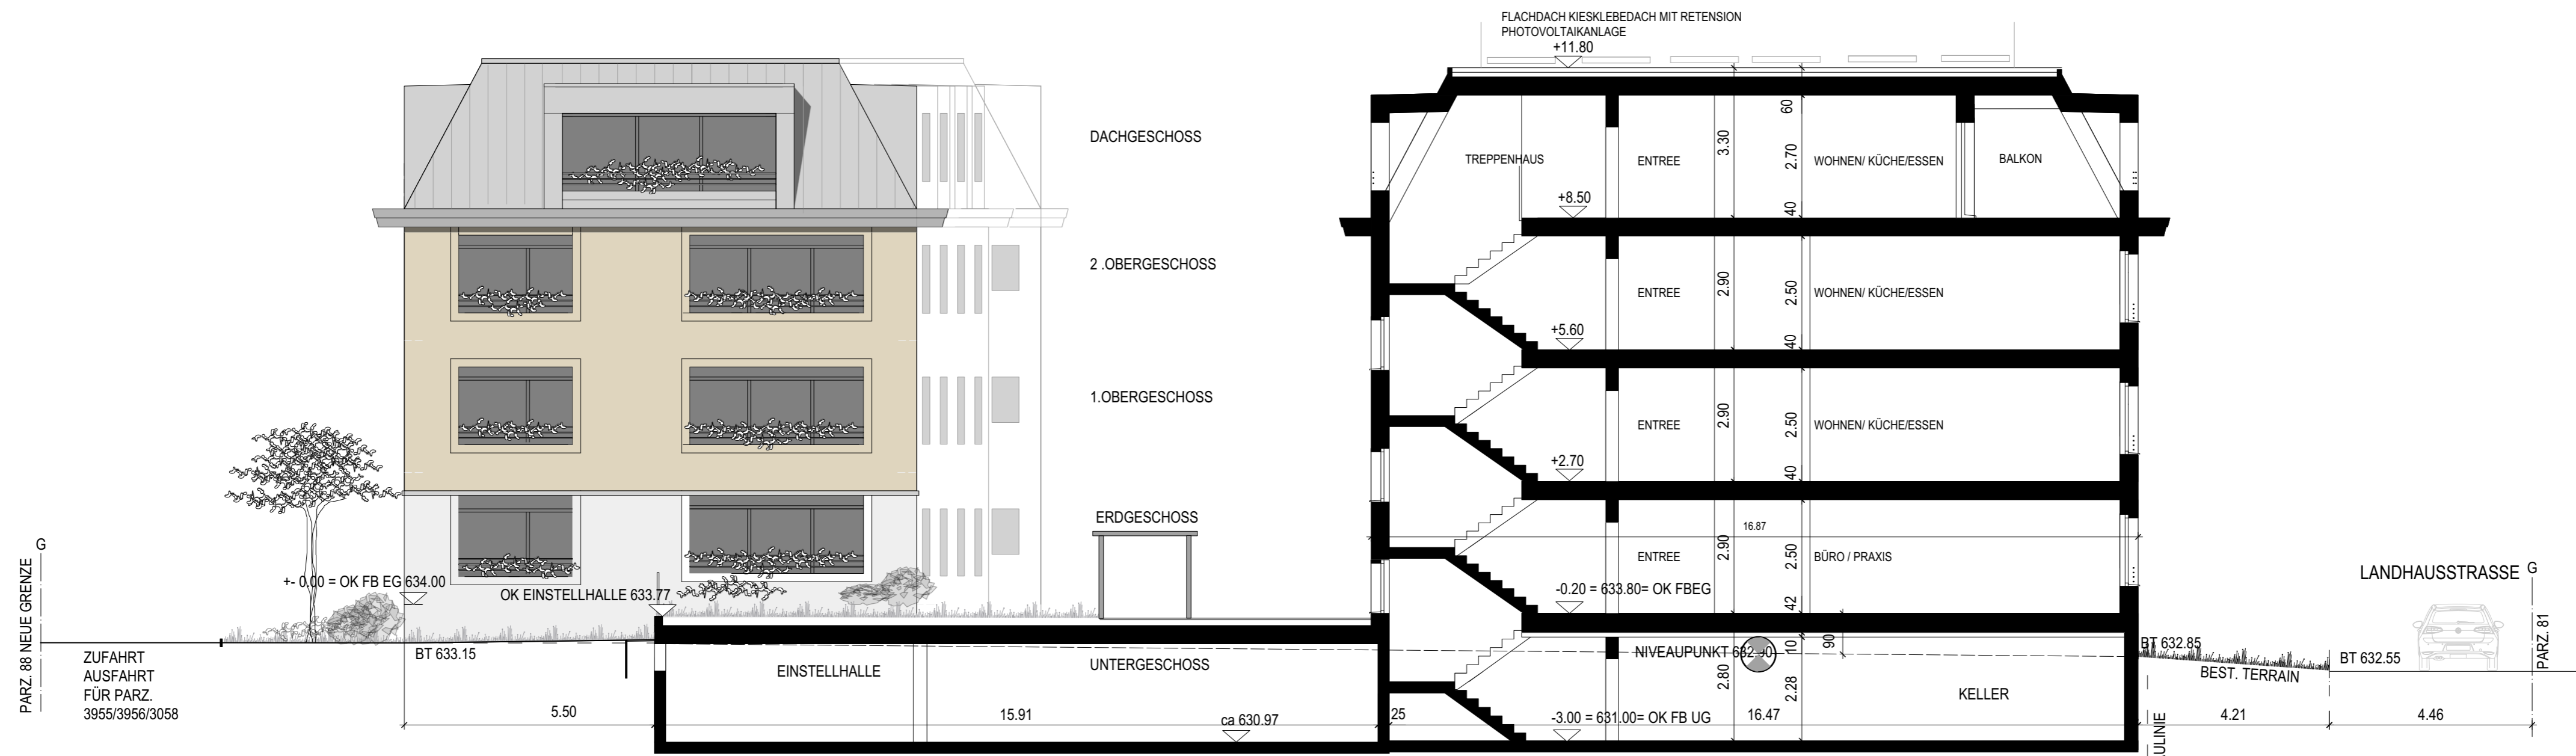 FLACHDACH KIESKLEBEDACH MIT RETENSION
PHOTOVOLTAIKANLAGE
+11.80
DACHGESCHOSS
2 .OBERGESCHOSS
1.OBERGESCHOSS
ERDGESCHOSS
UNTERGESCHOSS
TREPPENHAUS
ENTREE
3.30
60
2.70
40
WOHNEN/ KÜCHE/ESSEN
BALKON
+8.50
ENTREE
2.90
2.50
40
WOHNEN/ KÜCHE/ESSEN
+5.60
ENTREE
2.90
2.50
40
WOHNEN/ KÜCHE/ESSEN
+2.70
16.87
ENTREE
2.90
2.50
42
BÜRO / PRAXIS
-0.20 = 633.80= OK FBEG
NIVEAUPUNKT 632.90
10
90
2.80
2.28
KELLER
-3.00 = 631.00= OK FB UG
16.47
25
G
PARZ. 88 NEUE GRENZE
+- 0.00 = OK FB EG 634.00
OK EINSTELLHALLE 633.77
ZUFAHRT
AUSFAHRT
FÜR PARZ.
3955/3956/3058
BT 633.15
EINSTELLHALLE
5.50
15.91
ca 630.97
LANDHAUSSTRASSE
G
PARZ. 81
BT 632.85
BT 632.55
BEST. TERRAIN
4.21
4.46
ULINIE